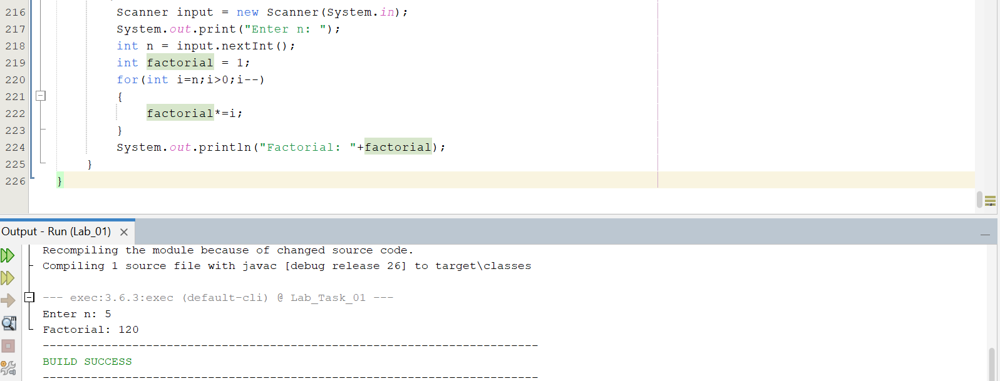 216 Scanner input = new Scanner(System.in);
217 System.out.print("Enter n: ");
218 int n = input.nextInt();
219 int factorial = 1;
220 for(int i=n;i>0;i--)
221 {
222 factorial*=i;
223 }
224 System.out.println("Factorial: "+factorial);
225 }
226 }
Output - Run (Lab_01)
Recompiling the module because of changed source code.
Compiling 1 source file with javac [debug release 26] to target\classes
--- exec:3.6.3:exec (default-cli) @ Lab_Task_01 ---
Enter n: 5
Factorial: 120
------------------------------------------------------------------------
BUILD SUCCESS
------------------------------------------------------------------------